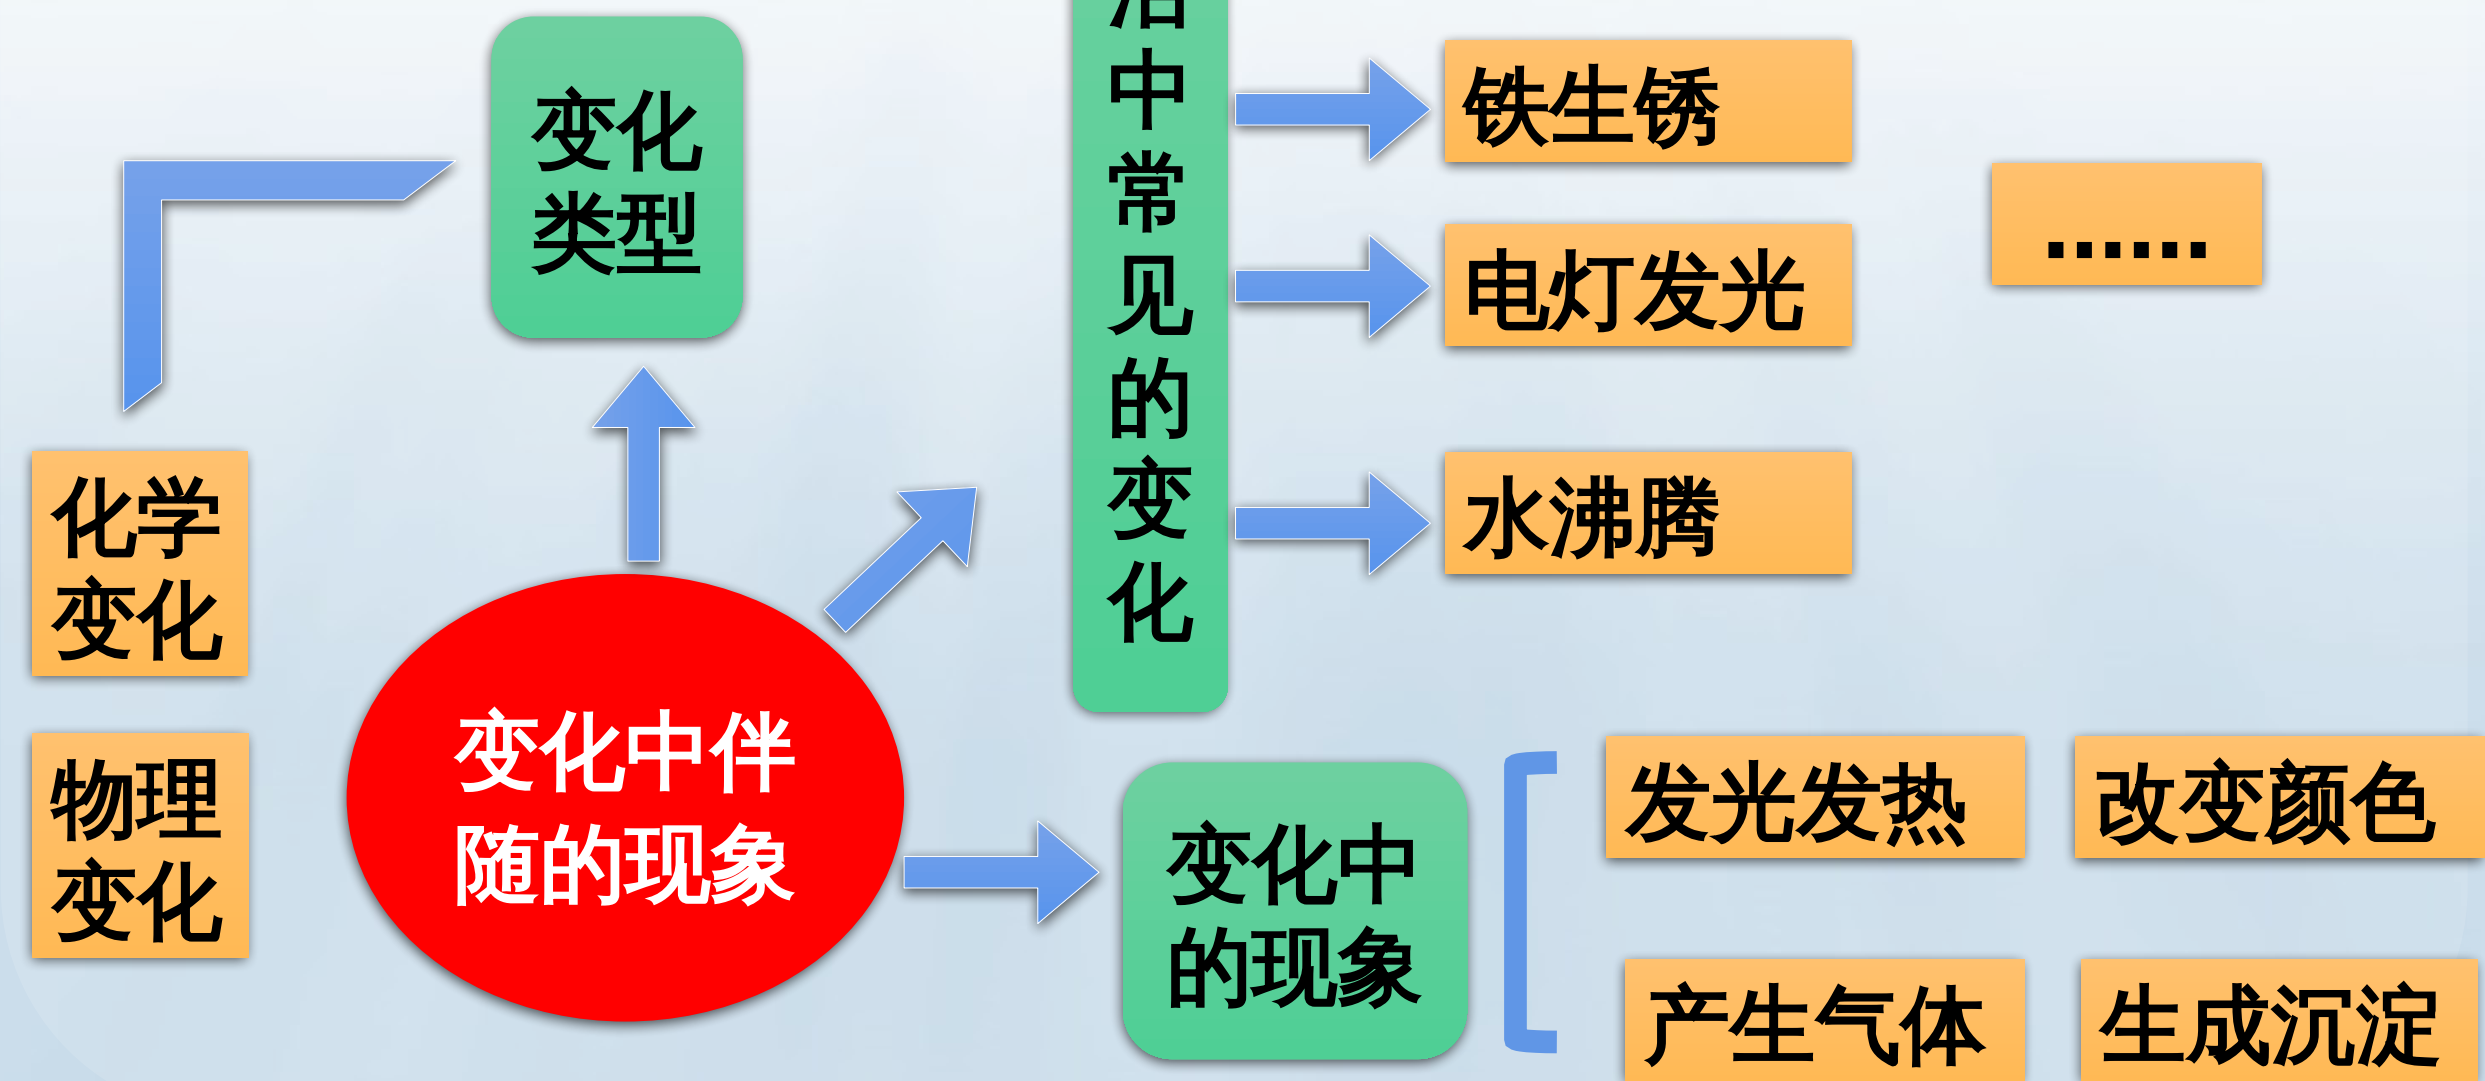 变化
类型
化学
变化
物理
变化
变化中伴
随的现象
中
常
见
的
变
化
铁生锈
电灯发光
水沸腾
……
变化中
的现象
发光发热
改变颜色
产生气体
生成沉淀